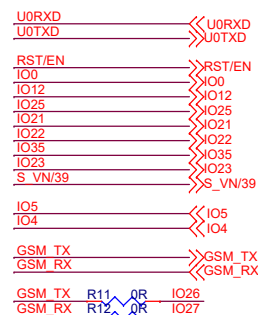 U0RXD U0RXD
U0TXD U0TXD
RST/EN RST/EN
IO0 IO0
IO12 IO12
IO25 IO25
IO21 IO21
IO22 IO22
IO35 IO35
IO23 IO23
S_VN/39 S_VN/39
IO5 IO5
IO4 IO4
GSM_TX GSM_TX
GSM_RX GSM_RX
GSM_TX R11 0R IO26
GSM_RX R12 0R IO27